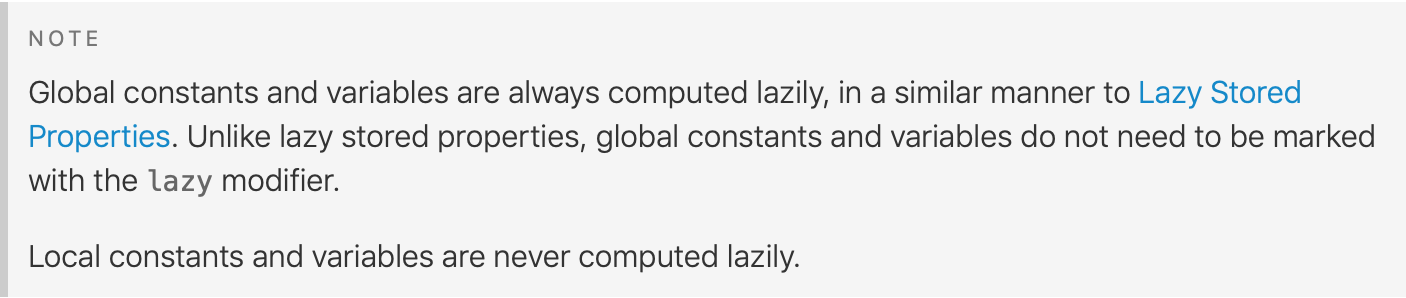 NOTE
Global constants and variables are always computed lazily, in a similar manner to Lazy Stored
Properties. Unlike lazy stored properties, global constants and variables do not need to be marked
with the lazy modifier.
Local constants and variables are never computed lazily.